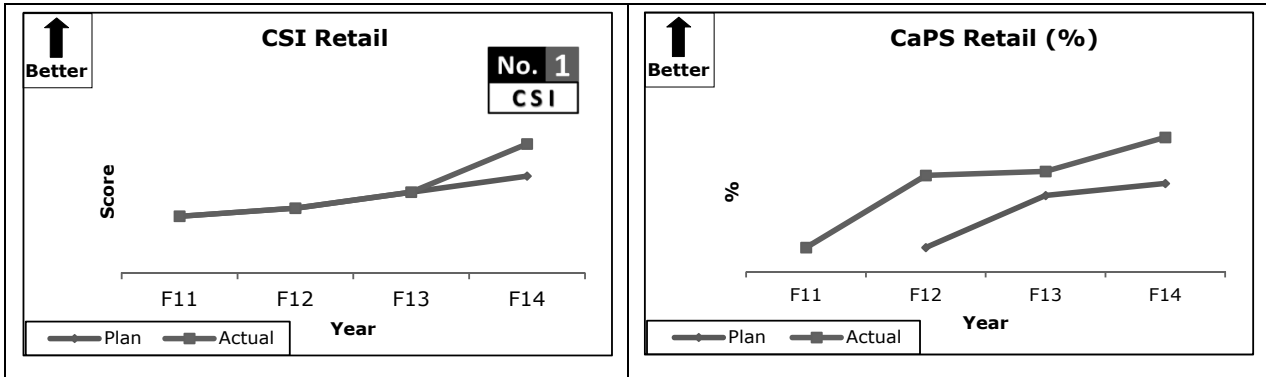 Better
CSI Retail
No. 1
CSI
Score
F11 F12 F13 F14
Year
Plan Actual
Better
CaPS Retail (%)
%
F11 F12 F13 F14
Year
Plan Actual